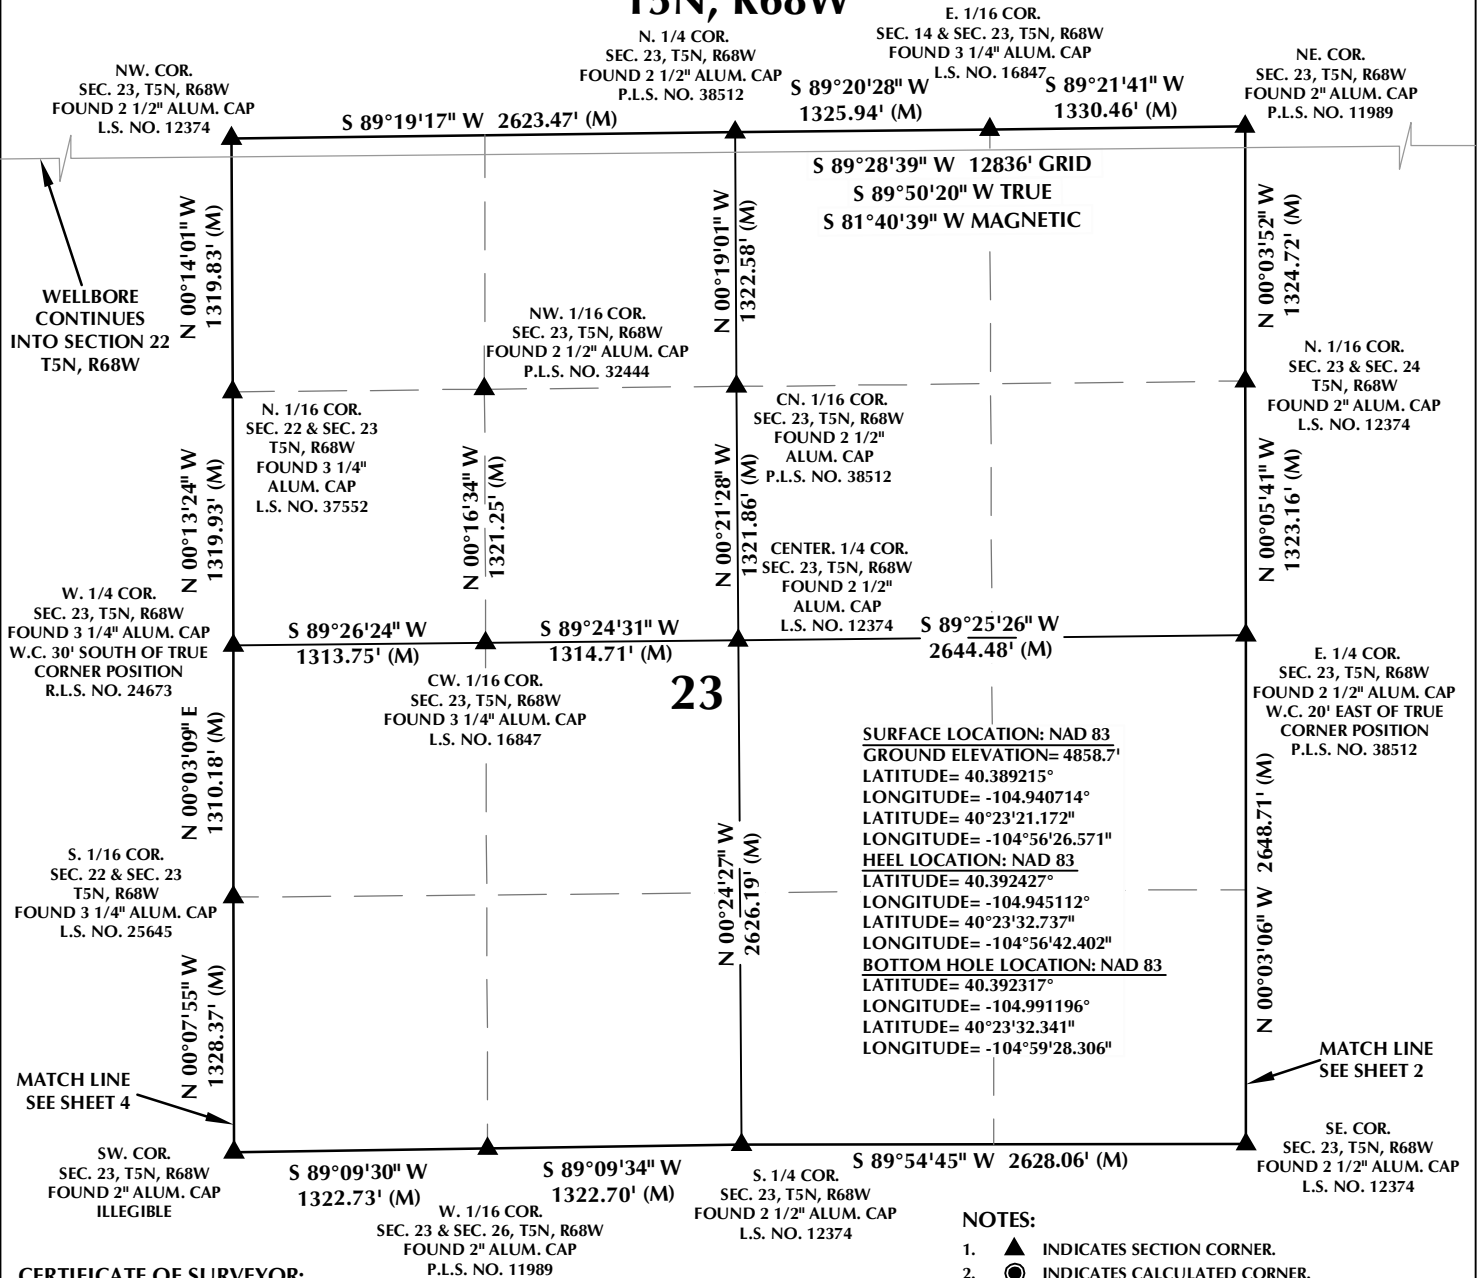 T5N, R68W
NW. COR.
SEC. 23, T5N, R68W
FOUND 2 1/2" ALUM. CAP
L.S. NO. 12374
N. 1/4 COR.
SEC. 23, T5N, R68W
FOUND 2 1/2" ALUM. CAP
P.L.S. NO. 38512
E. 1/16 COR.
SEC. 14 & SEC. 23, T5N, R68W
FOUND 3 1/4" ALUM. CAP
L.S. NO. 16847
NE. COR.
SEC. 23, T5N, R68W
FOUND 2" ALUM. CAP
P.L.S. NO. 11989
S 89°19'17" W 2623.47' (M)
S 89°20'28" W
1325.94' (M)
S 89°21'41" W
1330.46' (M)
S 89°28'39" W 12836' GRID
S 89°50'20" W TRUE
S 81°40'39" W MAGNETIC
WELLBORE
CONTINUES
INTO SECTION 22
T5N, R68W
N 00°14'01" W
1319.83' (M)
N 00°19'01" W
1322.58' (M)
N 00°03'52" W
1324.72' (M)
NW. 1/16 COR.
SEC. 23, T5N, R68W
FOUND 2 1/2" ALUM. CAP
P.L.S. NO. 32444
N. 1/16 COR.
SEC. 23 & SEC. 24
T5N, R68W
FOUND 2" ALUM. CAP
L.S. NO. 12374
N. 1/16 COR.
SEC. 22 & SEC. 23
T5N, R68W
FOUND 3 1/4"
ALUM. CAP
L.S. NO. 37552
CN. 1/16 COR.
SEC. 23, T5N, R68W
FOUND 2 1/2"
ALUM. CAP
P.L.S. NO. 38512
N 00°13'24" W
1319.93' (M)
N 00°16'34" W
1321.25' (M)
N 00°21'28" W
1321.86' (M)
N 00°05'41" W
1323.16' (M)
CENTER. 1/4 COR.
SEC. 23, T5N, R68W
FOUND 2 1/2"
ALUM. CAP
L.S. NO. 12374
W. 1/4 COR.
SEC. 23, T5N, R68W
FOUND 3 1/4" ALUM. CAP
W.C. 30' SOUTH OF TRUE
CORNER POSITION
R.L.S. NO. 24673
S 89°26'24" W
1313.75' (M)
S 89°24'31" W
1314.71' (M)
S 89°25'26" W
2644.48' (M)
E. 1/4 COR.
SEC. 23, T5N, R68W
FOUND 2 1/2" ALUM. CAP
W.C. 20' EAST OF TRUE
CORNER POSITION
P.L.S. NO. 38512
CW. 1/16 COR.
SEC. 23, T5N, R68W
FOUND 3 1/4" ALUM. CAP
L.S. NO. 16847
23
N 00°03'09" E
1310.18' (M)
SURFACE LOCATION: NAD 83
GROUND ELEVATION= 4858.7'
LATITUDE= 40.389215°
LONGITUDE= -104.940714°
LATITUDE= 40°23'21.172"
LONGITUDE= -104°56'26.571"
HEEL LOCATION: NAD 83
LATITUDE= 40.392427°
LONGITUDE= -104.945112°
LATITUDE= 40°23'32.737"
LONGITUDE= -104°56'42.402"
BOTTOM HOLE LOCATION: NAD 83
LATITUDE= 40.392317°
LONGITUDE= -104.991196°
LATITUDE= 40°23'32.341"
LONGITUDE= -104°59'28.306"
S. 1/16 COR.
SEC. 22 & SEC. 23
T5N, R68W
FOUND 3 1/4" ALUM. CAP
L.S. NO. 25645
N 00°24'27" W
2626.19' (M)
N 00°03'06" W 2648.71' (M)
N 00°07'55" W
1328.37' (M)
MATCH LINE
SEE SHEET 4
MATCH LINE
SEE SHEET 2
SW. COR.
SEC. 23, T5N, R68W
FOUND 2" ALUM. CAP
ILLEGIBLE
S 89°09'30" W
1322.73' (M)
S 89°09'34" W
1322.70' (M)
S 89°54'45" W 2628.06' (M)
SE. COR.
SEC. 23, T5N, R68W
FOUND 2 1/2" ALUM. CAP
L.S. NO. 12374
W. 1/16 COR.
SEC. 23 & SEC. 26, T5N, R68W
FOUND 2" ALUM. CAP
P.L.S. NO. 11989
S. 1/4 COR.
SEC. 23, T5N, R68W
FOUND 2 1/2" ALUM. CAP
L.S. NO. 12374
NOTES:
1. INDICATES SECTION CORNER.
2. INDICATES CALCULATED CORNER.
CERTIFICATE OF SURVEYOR: